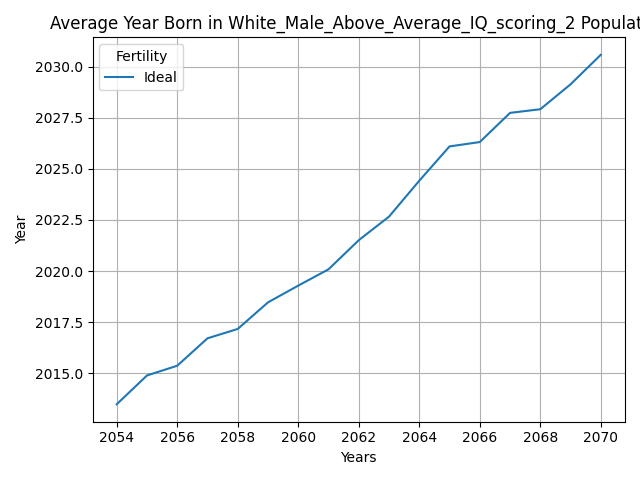 Average Year Born in White_Male_Above_Average_IQ_scoring_2 Populat
Fertility
Ideal
2030.0
2027.5
2025.0
2022.5
2020.0
2017.5
2015.0
Year
2054 2056 2058 2060 2062 2064 2066 2068 2070
Years